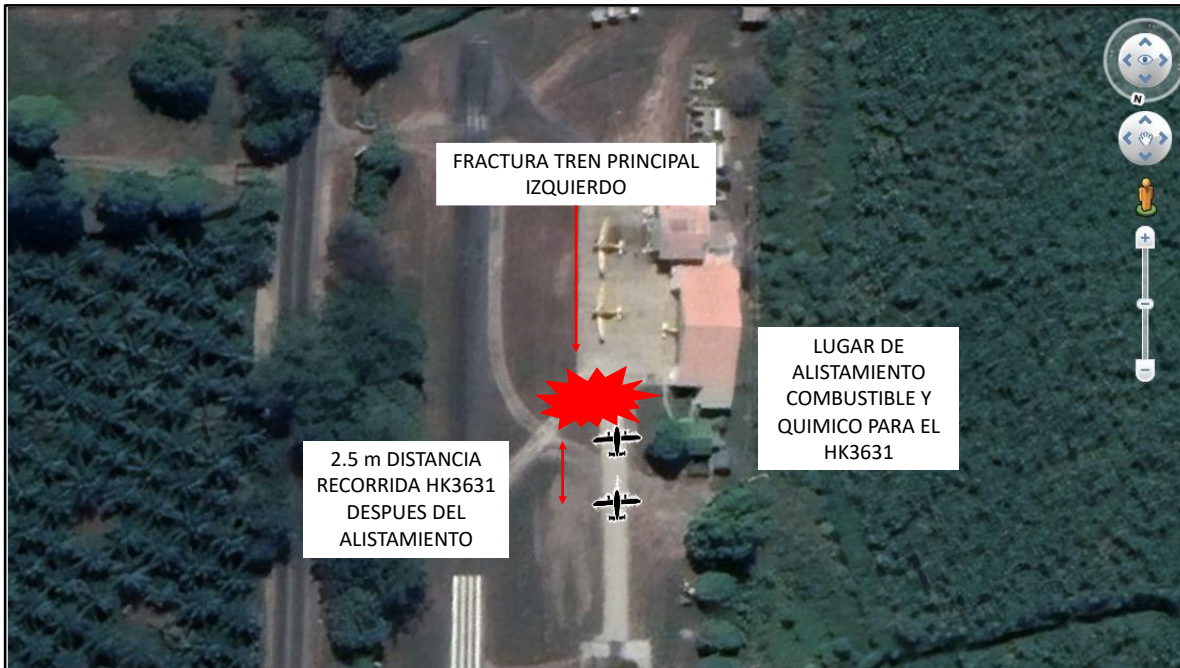 N
FRACTURA TREN PRINCIPAL
IZQUIERDO
LUGAR DE
ALISTAMIENTO
COMBUSTIBLE Y
QUIMICO PARA EL
HK3631
2.5 m DISTANCIA
RECORRIDA HK3631
DESPUES DEL
ALISTAMIENTO